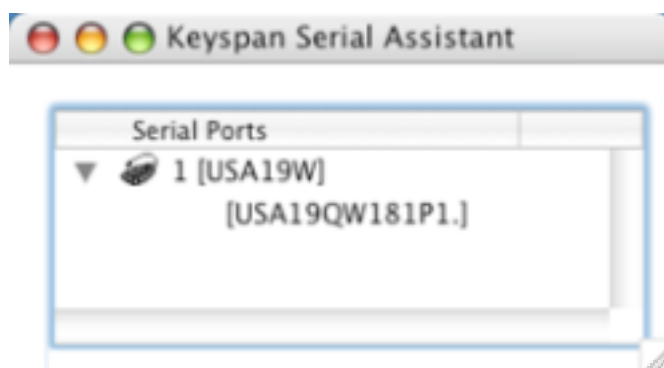 Keyspan Serial Assistant
Serial Ports
1 [USA19W]
[USA19QW181P1.]